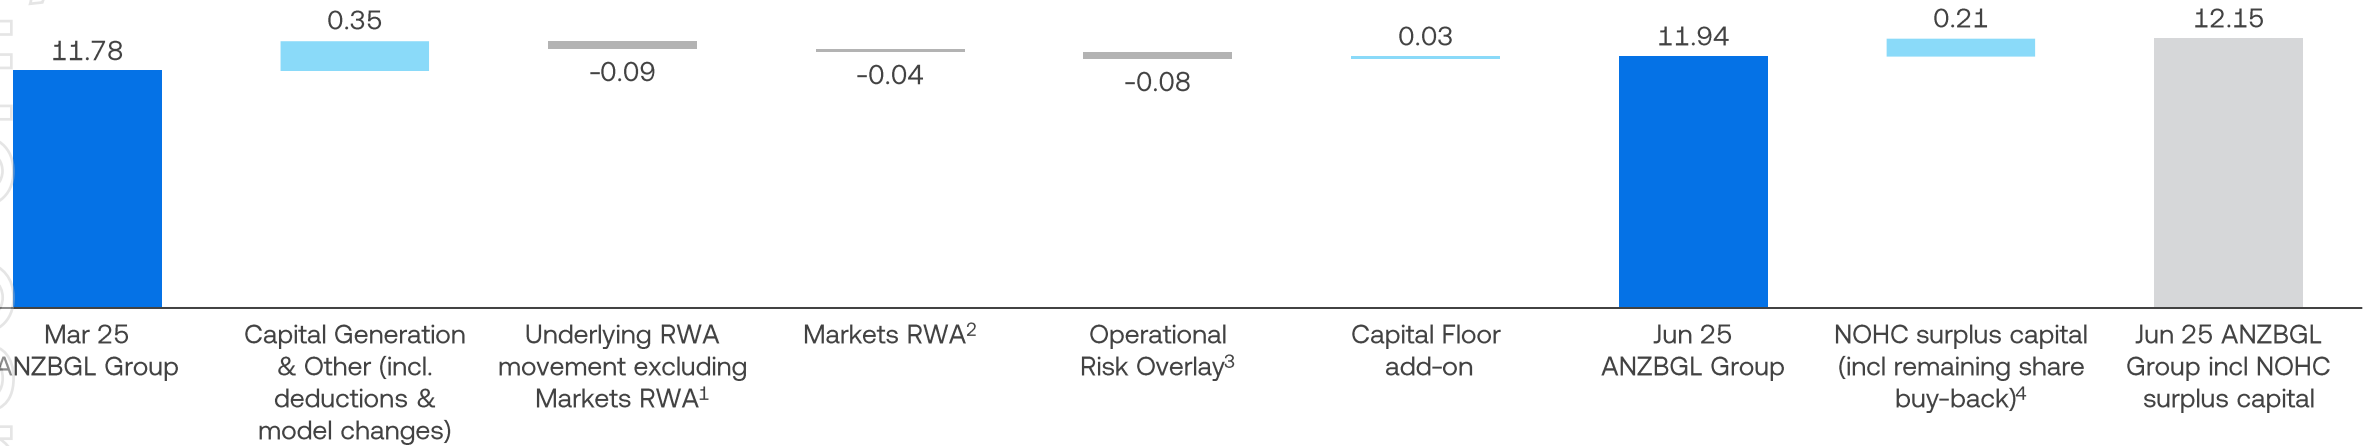 11.78
0.35
-0.09
-0.04
-0.08
0.03
11.94
0.21
12.15
Mar 25
ANZBGL Group
Capital Generation
& Other (incl.
deductions &
model changes)
Underlying RWA
movement excluding
Markets RWA1
Markets RWA2
Operational
Risk Overlay3
Capital Floor
add-on
Jun 25
ANZBGL Group
NOHC surplus capital
(incl remaining share
buy-back)4
Jun 25 ANZBGL
Group incl NOHC
surplus capital